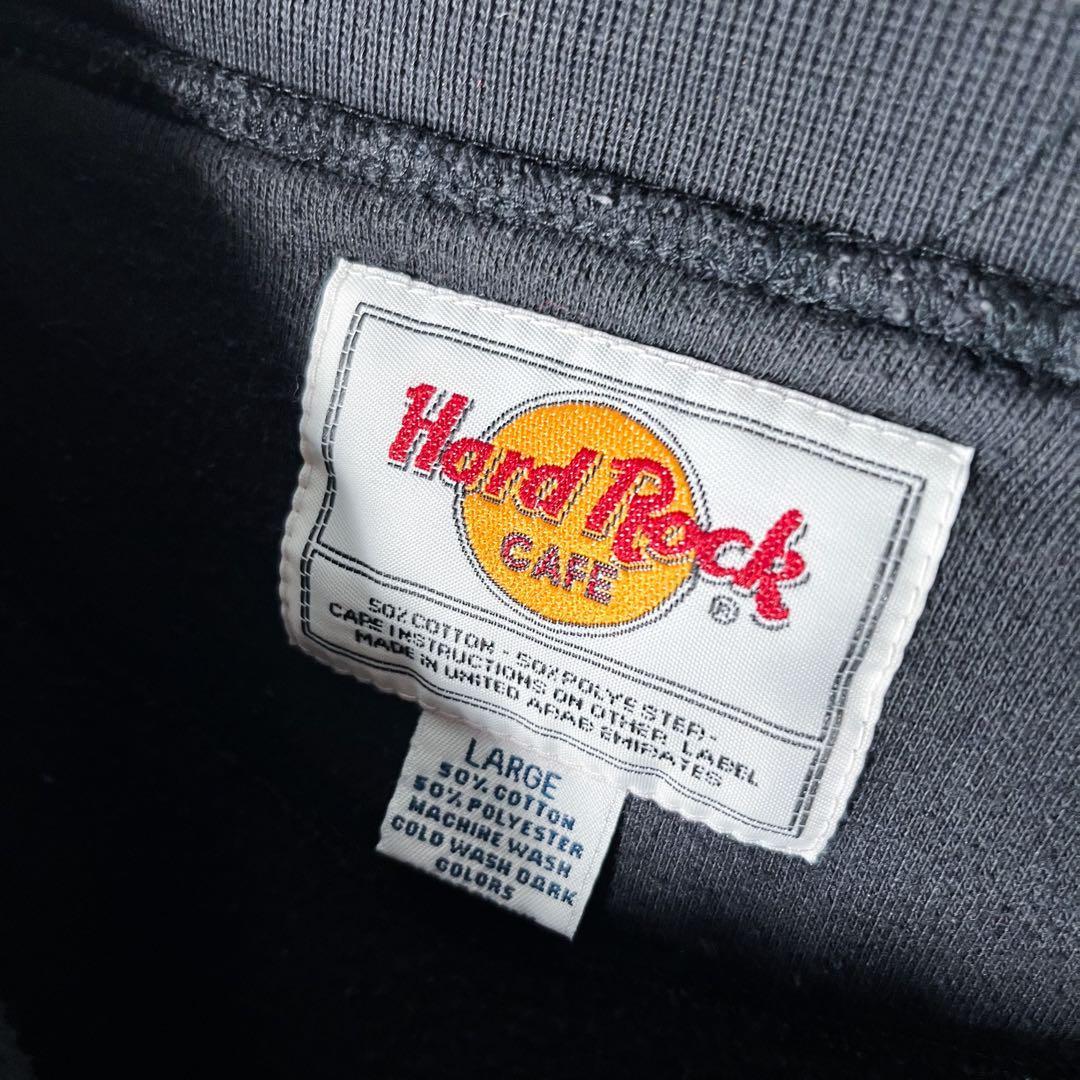 Hard Rock
CAFE
®
50% COTTON - 50% POLYESTER-
CARE INSTRUCTIONS ON OTHER LABEL
MADE IN UNITED ARAB EMIRATES
LARGE
50% COTTON
50% POLYESTER
MACHINE WASH
COLD WASH DARK
COLORS